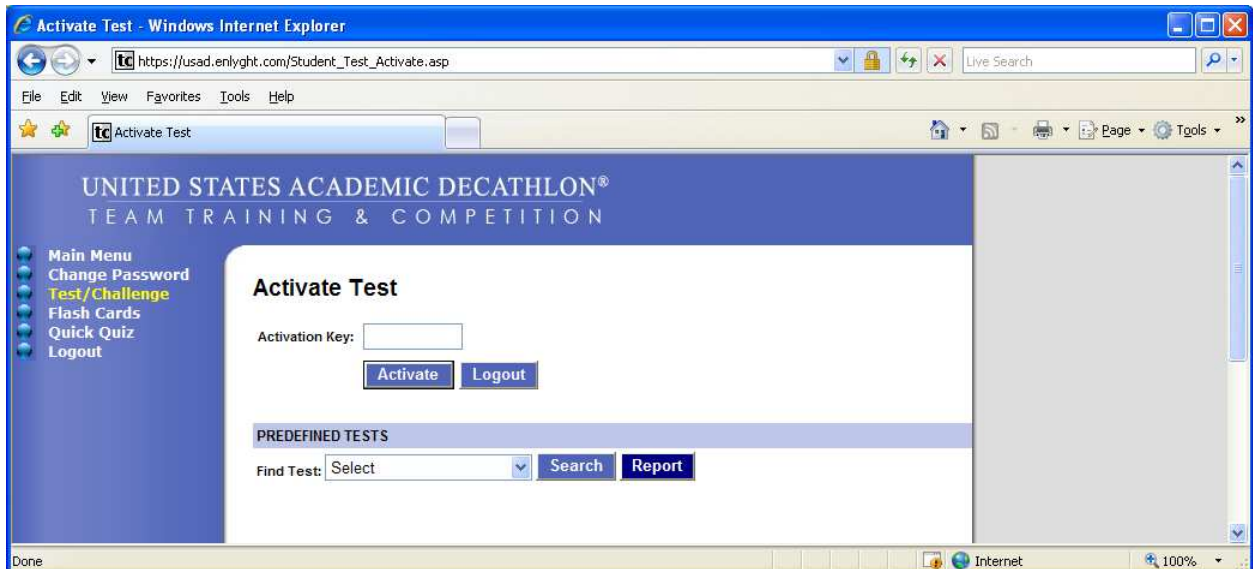 Activate Test - Windows Internet Explorer
tc https://usad.enlyght.com/Student_Test_Activate.asp Live Search
File Edit View Favorites Tools Help
tc Activate Test Page Tools »
UNITED STATES ACADEMIC DECATHLON®
TEAM TRAINING & COMPETITION
Main Menu
Change Password
Test/Challenge
Flash Cards
Quick Quiz
Logout
Activate Test
Activation Key:
Activate Logout
PREDEFINED TESTS
Find Test: Select Search Report
Done Internet 100%